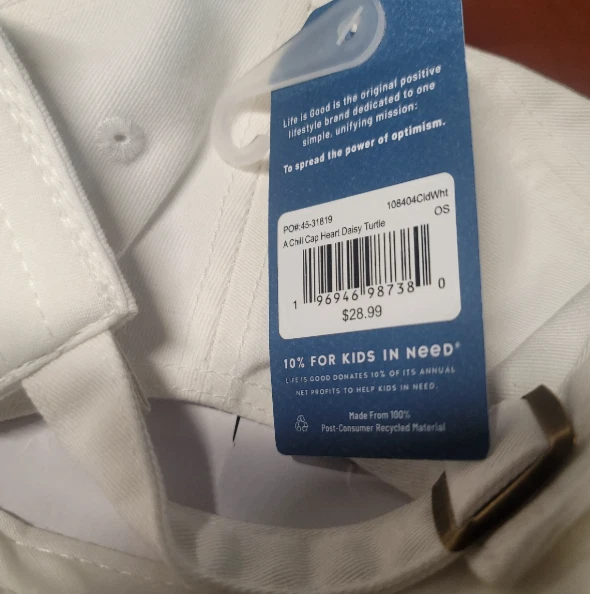 Life is Good is the original positive
lifestyle brand dedicated to one
simple, unifying mission:
To spread the power of optimism.
PO#:45-31819
108404CldWht
A Chill Cap Heart Daisy Turtle
OS
1 96946 98738 0
$28.99
10% FOR KIDS IN NeeD®
LIFE IS GOOD DONATES 10% OF ITS ANNUAL
NET PROFITS TO HELP KIDS IN NEED.
Made From 100%
Post-Consumer Recycled Material